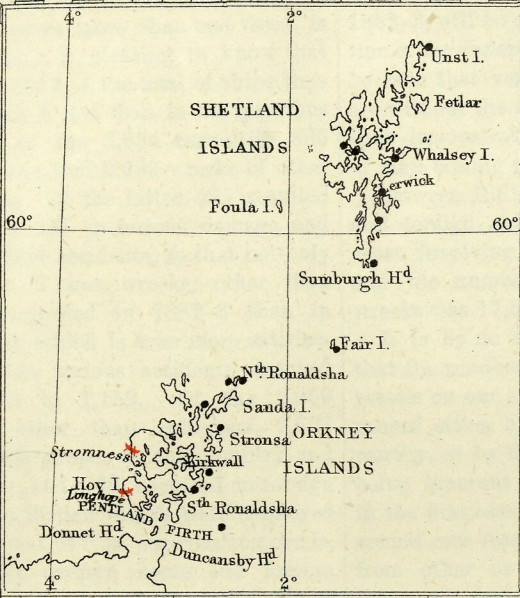 4°
2°
Unst I.
Fetlar
SHETLAND
ISLANDS
Whalsey I.
erwick
Foula I.
60°
60°
Sumburgh Hd
Fair I.
Nth Ronaldsha
Sanda I.
Stronsa
ORKNEY
Stromness
Kirkwall
ISLANDS
Hoy I.
Longhope
Sth Ronaldsha
PENTLAND FIRTH
Donnet Hd
Duncansby Hd.
4°
2°